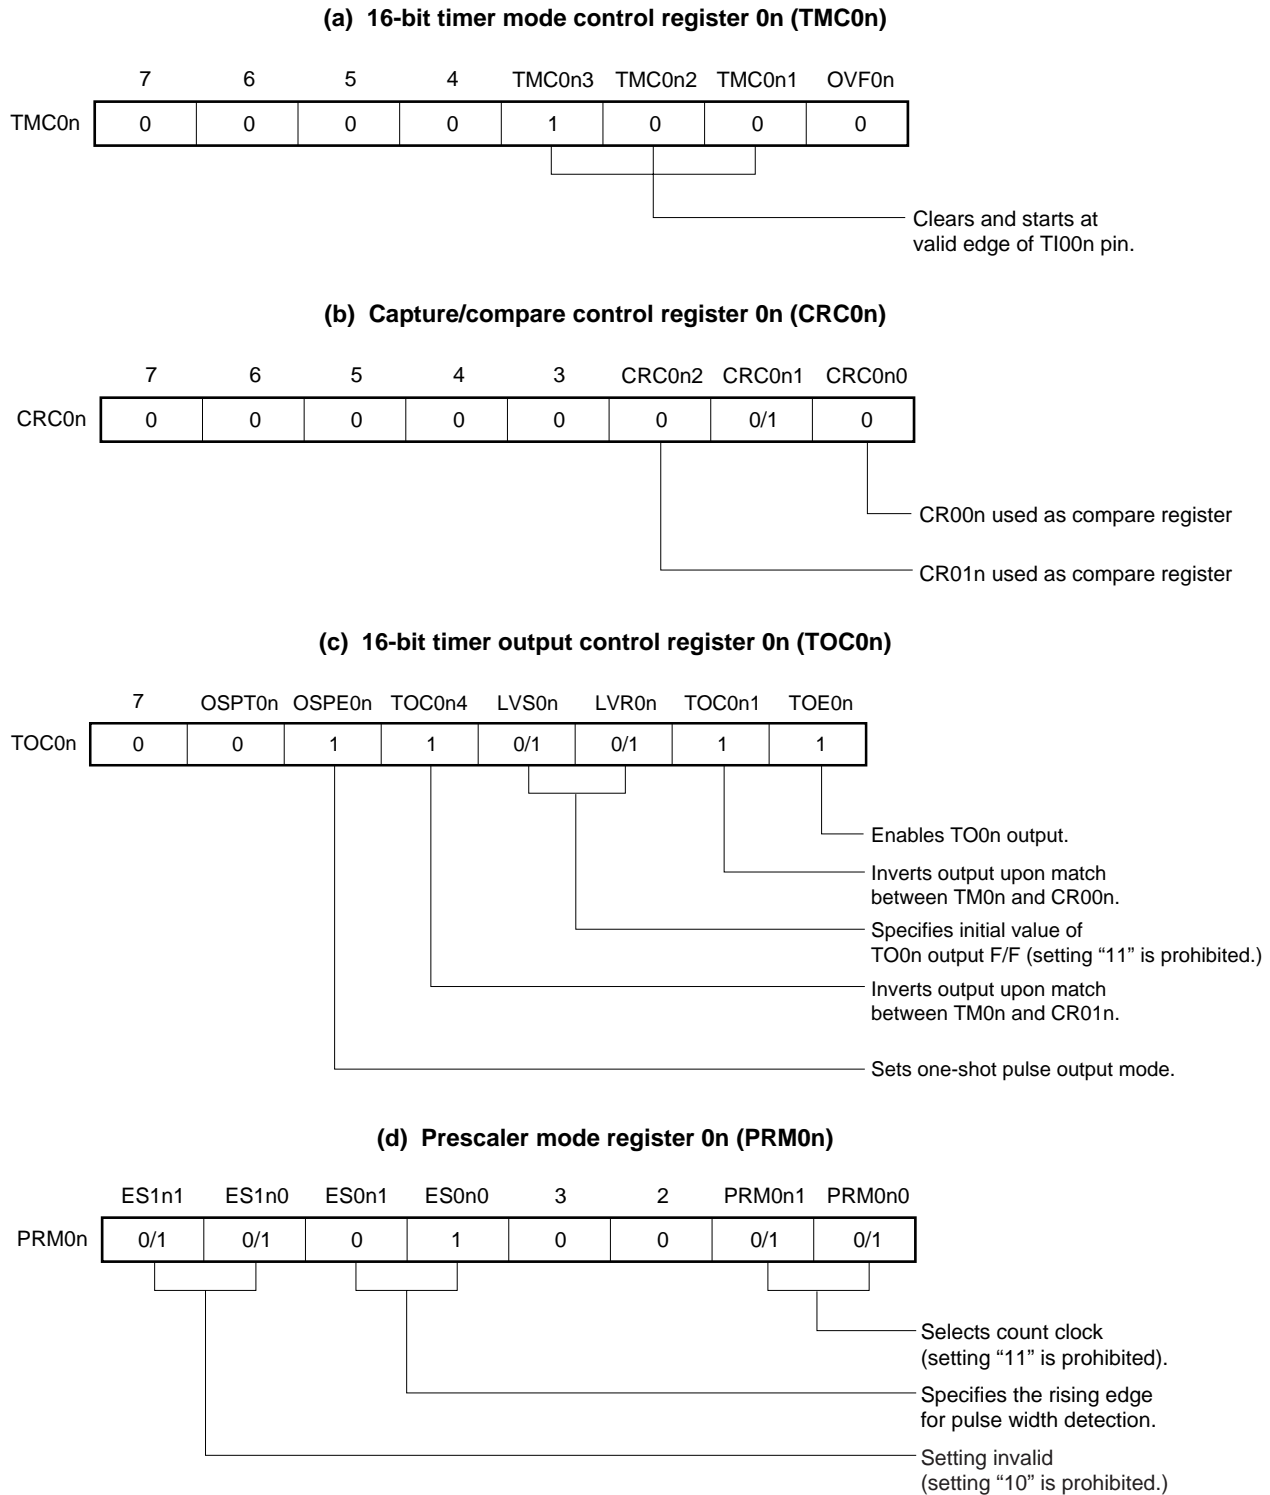 (a) 16-bit timer mode control register 0n (TMC0n)
7 6 5 4 TMC0n3 TMC0n2 TMC0n1 OVF0n
TMC0n 0 0 0 0 1 0 0 0
Clears and starts at
valid edge of TI00n pin.
(b) Capture/compare control register 0n (CRC0n)
7 6 5 4 3 CRC0n2 CRC0n1 CRC0n0
CRC0n 0 0 0 0 0 0 0/1 0
CR00n used as compare register
CR01n used as compare register
(c) 16-bit timer output control register 0n (TOC0n)
7 OSPT0n OSPE0n TOC0n4 LVS0n LVR0n TOC0n1 TOE0n
TOC0n 0 0 1 1 0/1 0/1 1 1
Enables TO0n output.
Inverts output upon match
between TM0n and CR00n.
Specifies initial value of
TO0n output F/F (setting “11” is prohibited.)
Inverts output upon match
between TM0n and CR01n.
Sets one-shot pulse output mode.
(d) Prescaler mode register 0n (PRM0n)
ES1n1 ES1n0 ES0n1 ES0n0 3 2 PRM0n1 PRM0n0
PRM0n 0/1 0/1 0 1 0 0 0/1 0/1
Selects count clock
(setting “11” is prohibited).
Specifies the rising edge
for pulse width detection.
Setting invalid
(setting “10” is prohibited.)